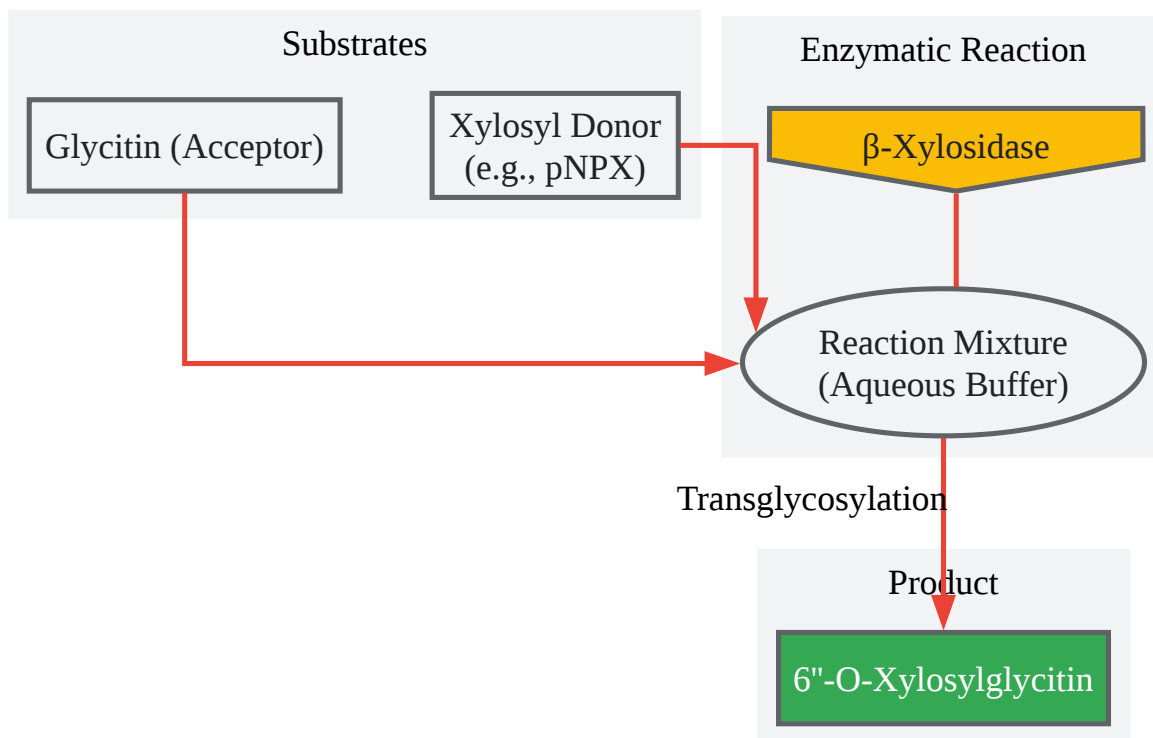 Substrates
Glycitin (Acceptor)
Xylosyl Donor
(e.g., pNPX)
Enzymatic Reaction
β-Xylosidase
Reaction Mixture
(Aqueous Buffer)
Transglycosylation
Product
6"-O-Xylosylglycitin